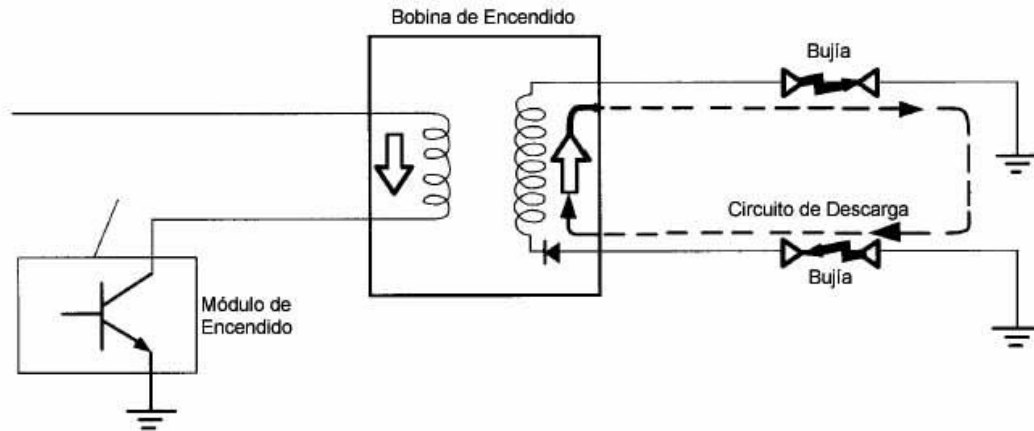 Bobina de Encendido
Bujía
Circuito de Descarga
Bujía
Módulo de
Encendido